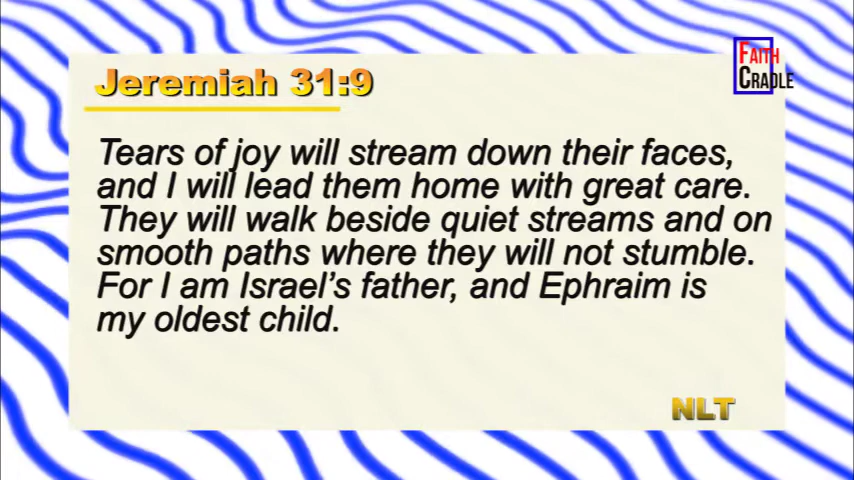 FAITH
CRADLE
Jeremiah 31:9
Tears of joy will stream down their faces,
and I will lead them home with great care.
They will walk beside quiet streams and on
smooth paths where they will not stumble.
For I am Israel’s father, and Ephraim is
my oldest child.
NLT